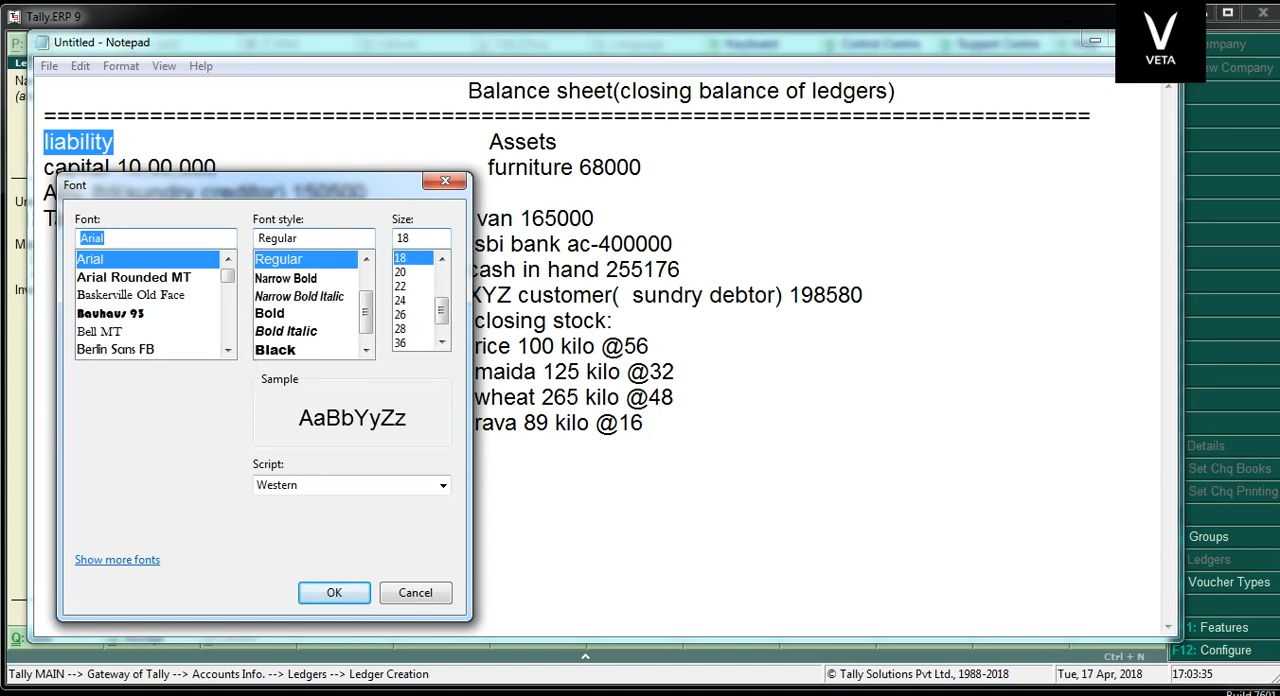 Tally.ERP 9
P:
Untitled - Notepad
VETA
File Edit Format View Help
Company
New Company
Balance sheet(closing balance of ledgers)
================================================================================
liability Assets
capital 10,00,000 furniture 68000
van 165000
sbi bank ac-400000
cash in hand 255176
XYZ customer( sundry debtor) 198580
closing stock:
rice 100 kilo @56
maida 125 kilo @32
wheat 265 kilo @48
rava 89 kilo @16
Font
Font: Font style: Size:
Arial Regular 18
Arial Regular 18
Arial Rounded MT Narrow Bold 20
Baskerville Old Face Narrow Bold Italic 22
Bauhaus 93 Bold 24
Bell MT Bold Italic 26
Berlin Sans FB Black 28
36
Sample
AaBbYyZz
Script:
Western
Show more fonts
OK Cancel
Details
Set Chq Books
Set Chq Printing
Groups
Ledgers
Voucher Types
1: Features
F12: Configure
Q:
Ctrl + N
Tally MAIN --> Gateway of Tally --> Accounts Info. --> Ledgers --> Ledger Creation
© Tally Solutions Pvt Ltd., 1988-2018
Tue, 17 Apr, 2018
17:03:35